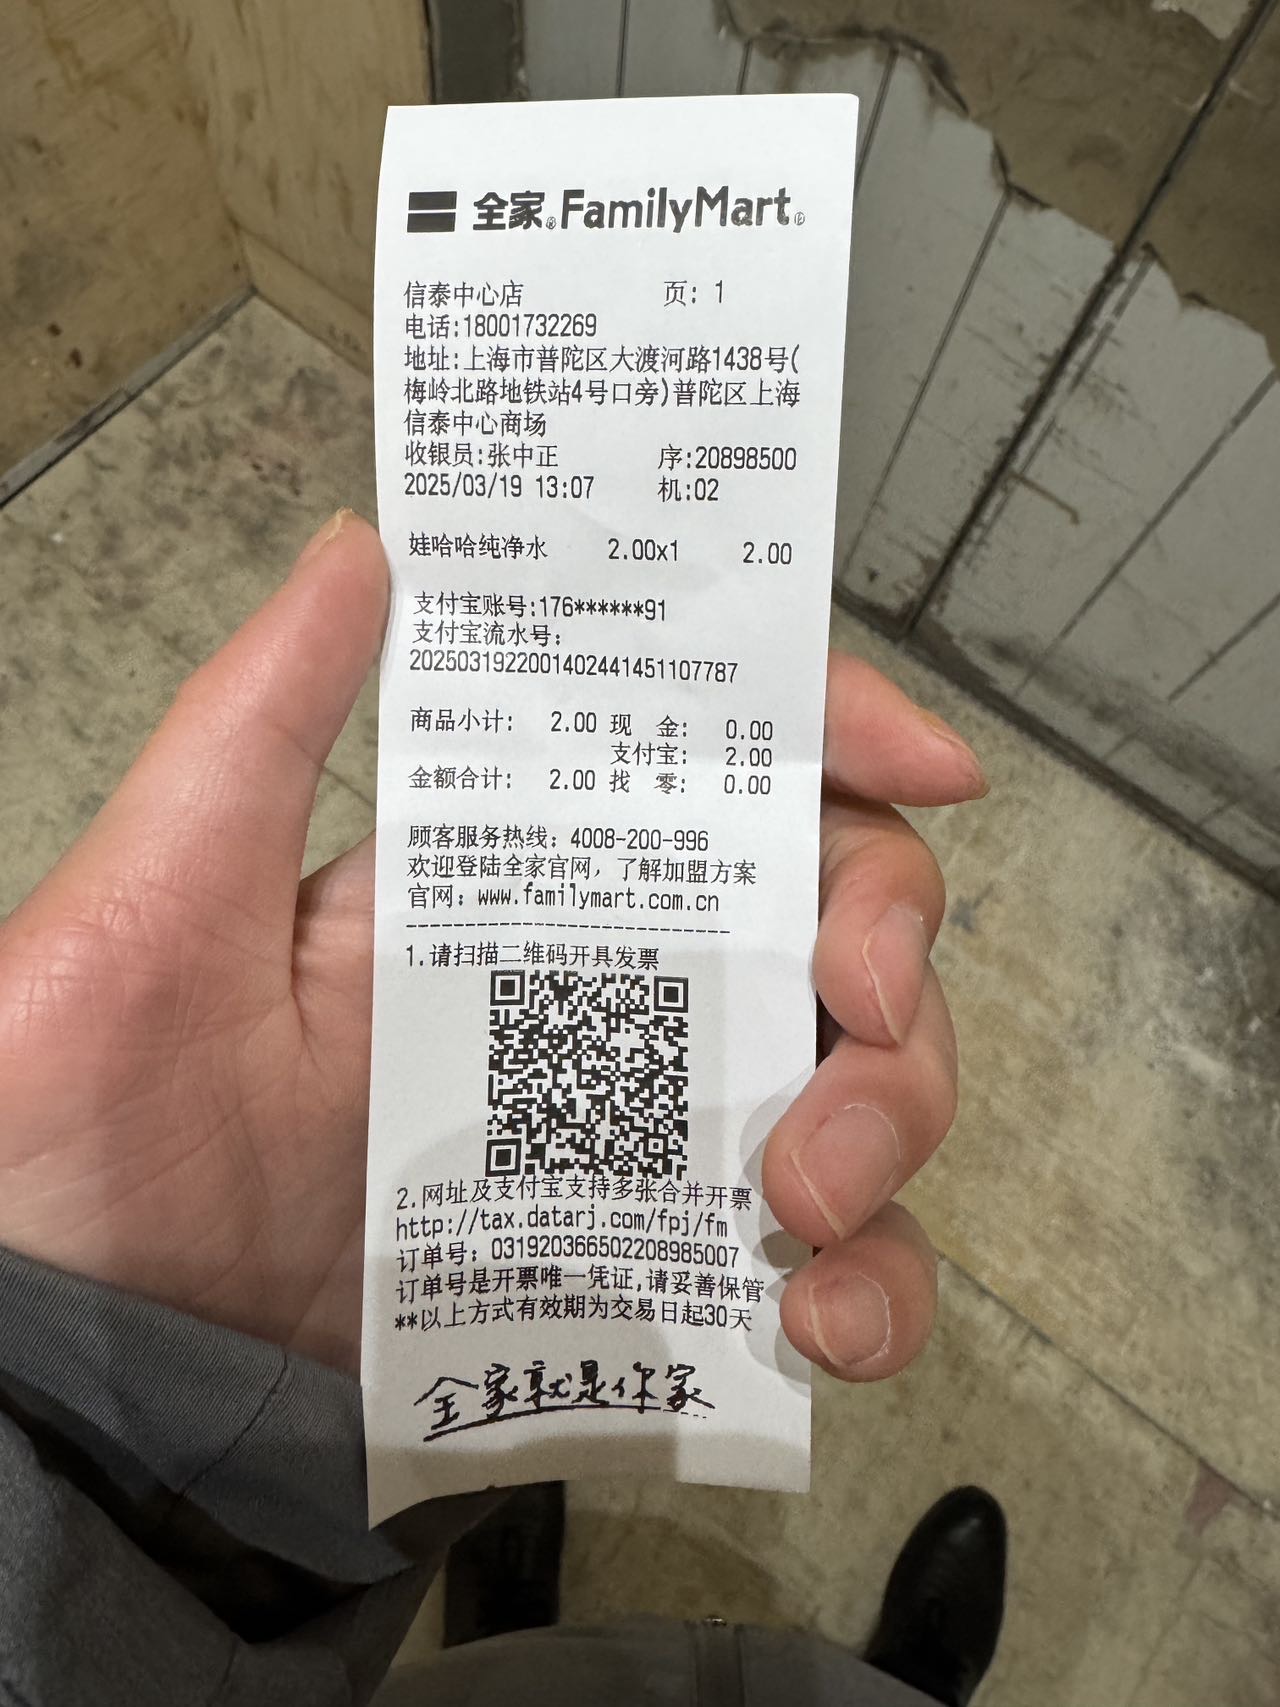 全家®FamilyMart®
信泰中心店 页: 1
电话:18001732269
地址:上海市普陀区大渡河路1438号(
梅岭北路地铁站4号口旁)普陀区上海
信泰中心商场
收银员:张中正 序:20898500
2025/03/19 13:07 机:02
娃哈哈纯净水 2.00x1 2.00
支付宝账号:176******91
支付宝流水号:
2025031922001402441451107787
商品小计: 2.00 现 金: 0.00
支付宝: 2.00
金额合计: 2.00 找 零: 0.00
顾客服务热线: 4008-200-996
欢迎登陆全家官网，了解加盟方案
官网: www.familymart.com.cn
---------------------------
1.请扫描二维码开具发票
2.网址及支付宝支持多张合并开票
http://tax.datarj.com/fpj/fm
订单号: 0319203665022089850​07
订单号是开票唯一凭证,请妥善保管
**以上方式有效期为交易日起30天
全家就是你家